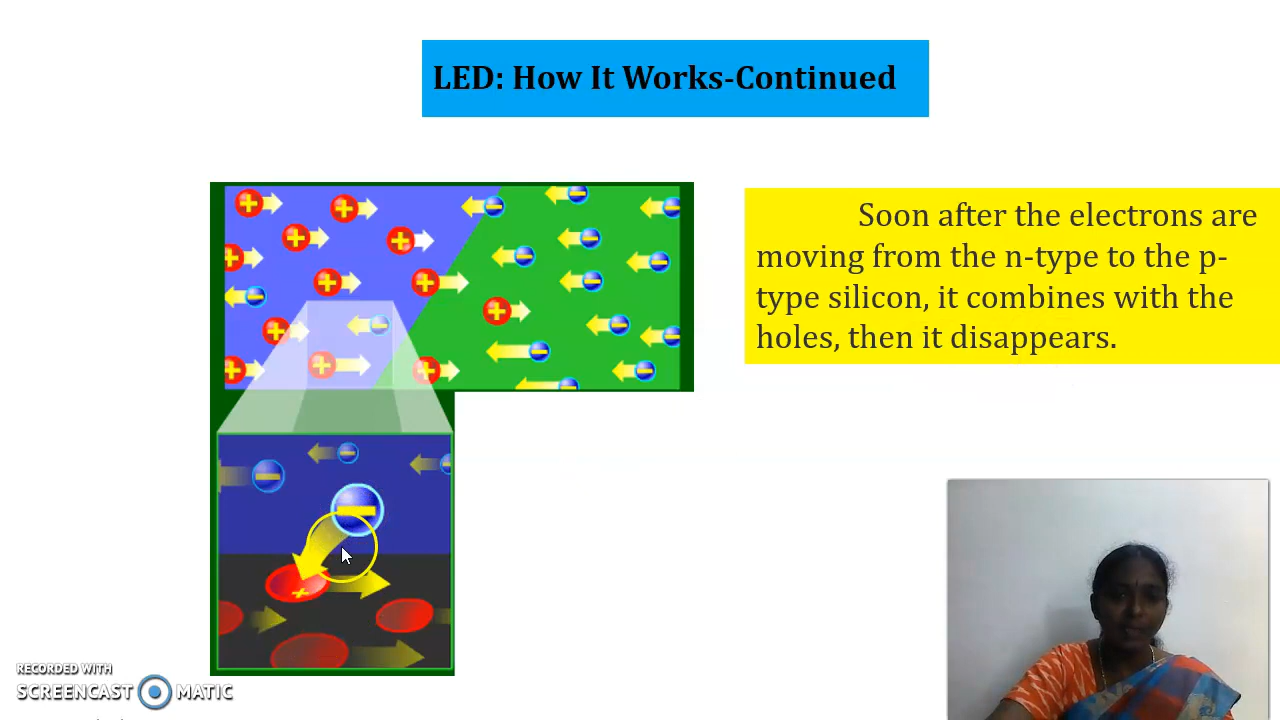 LED: How It Works-Continued
Soon after the electrons are
moving from the n-type to the p-
type silicon, it combines with the
holes, then it disappears.
RECORDED WITH
SCREENCAST MATIC